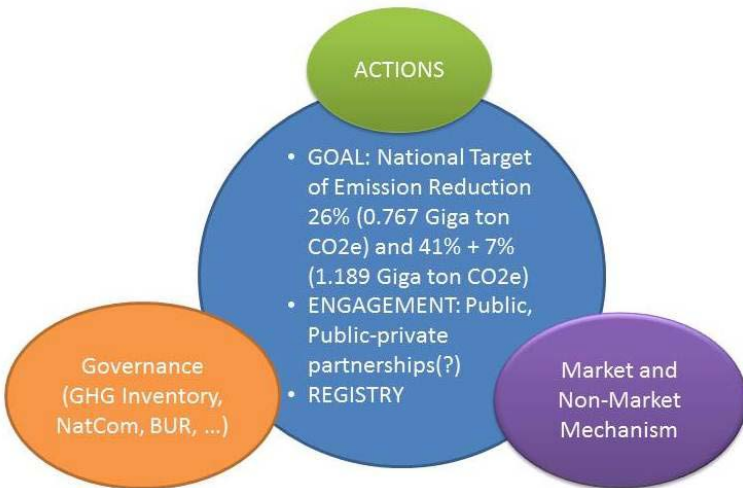 ACTIONS
• GOAL: National Target
of Emission Reduction
26% (0.767 Giga ton
CO2e) and 41% + 7%
(1.189 Giga ton CO2e)
• ENGAGEMENT: Public,
Public-private
partnerships(?)
• REGISTRY
Governance
(GHG Inventory,
NatCom, BUR, ...)
Market and
Non-Market
Mechanism